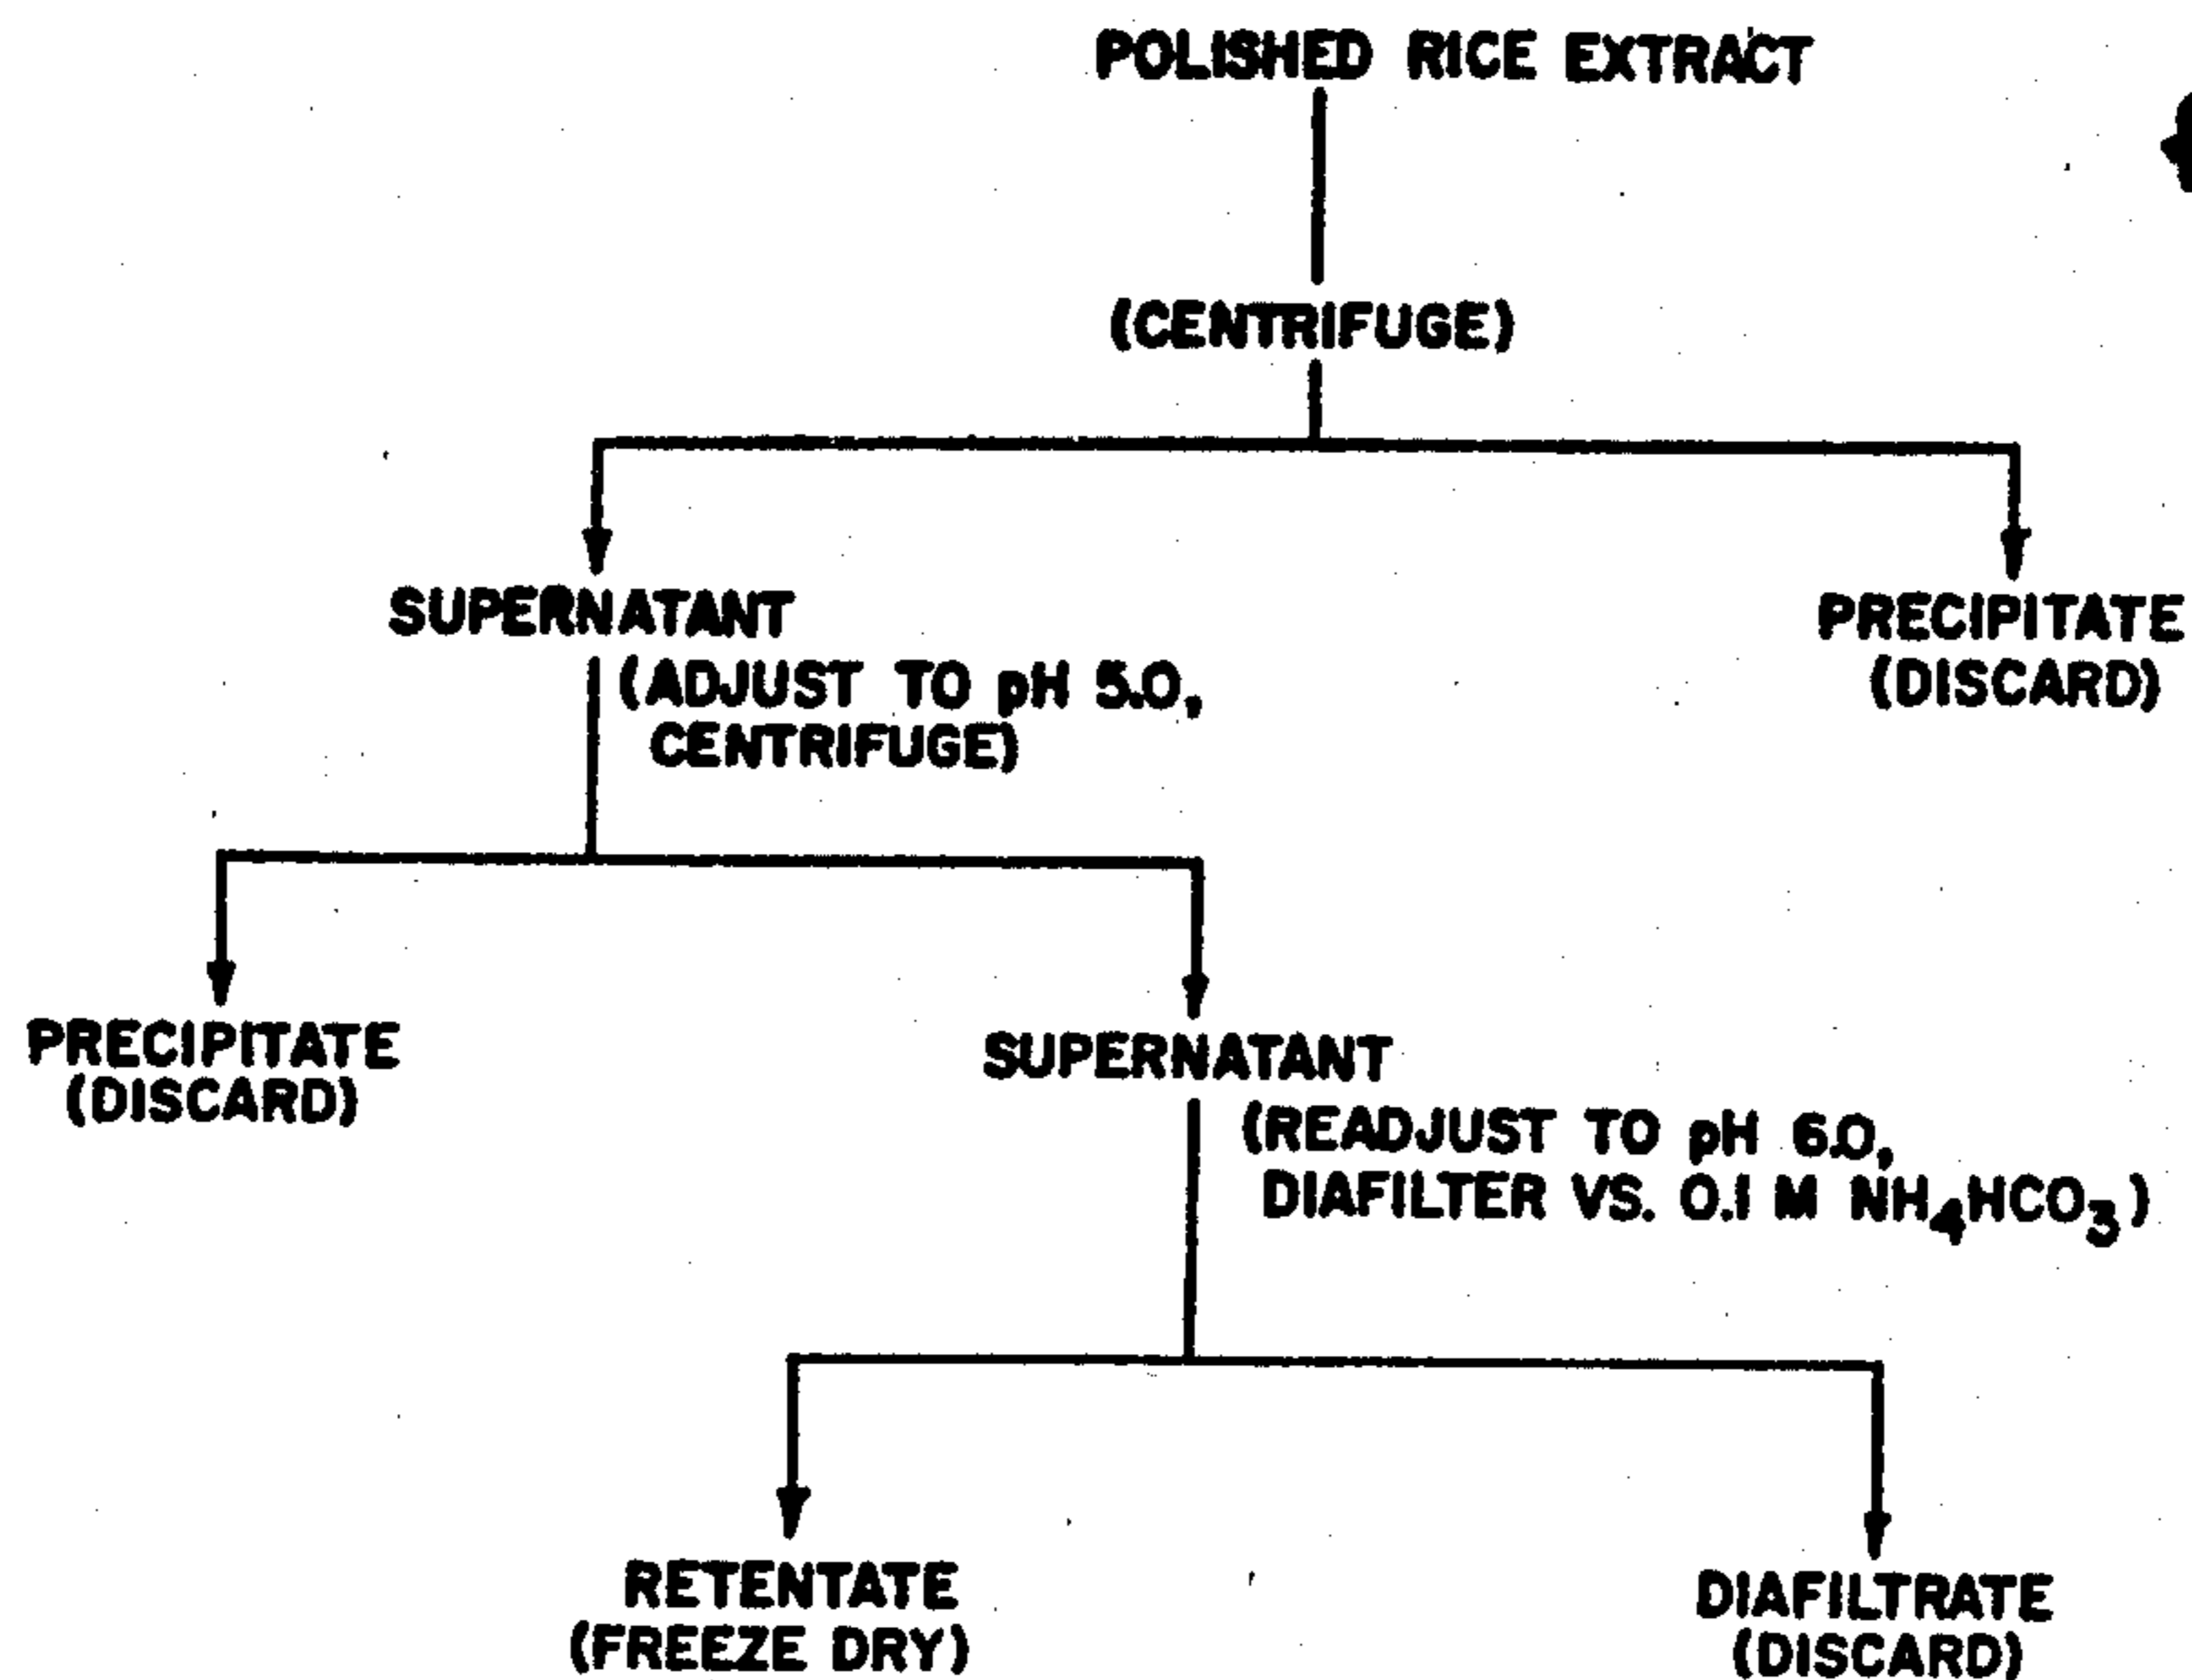 POLISHED RICE EXTRACT
(CENTRIFUGE)
SUPERNATANT
(ADJUST TO pH 5.0,
CENTRIFUGE)
PRECIPITATE
(DISCARD)
PRECIPITATE
(DISCARD)
SUPERNATANT
(READJUST TO pH 6.0,
DIAFILTER VS. 0.1 M NH₄HCO₃)
RETENTATE
(FREEZE DRY)
DIAFILTRATE
(DISCARD)